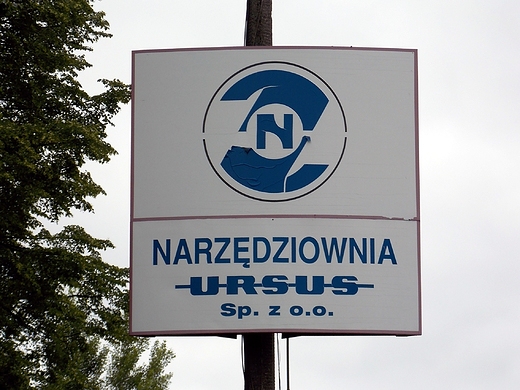 N
NARZĘDZIOWNIA
URSUS
Sp. z o.o.